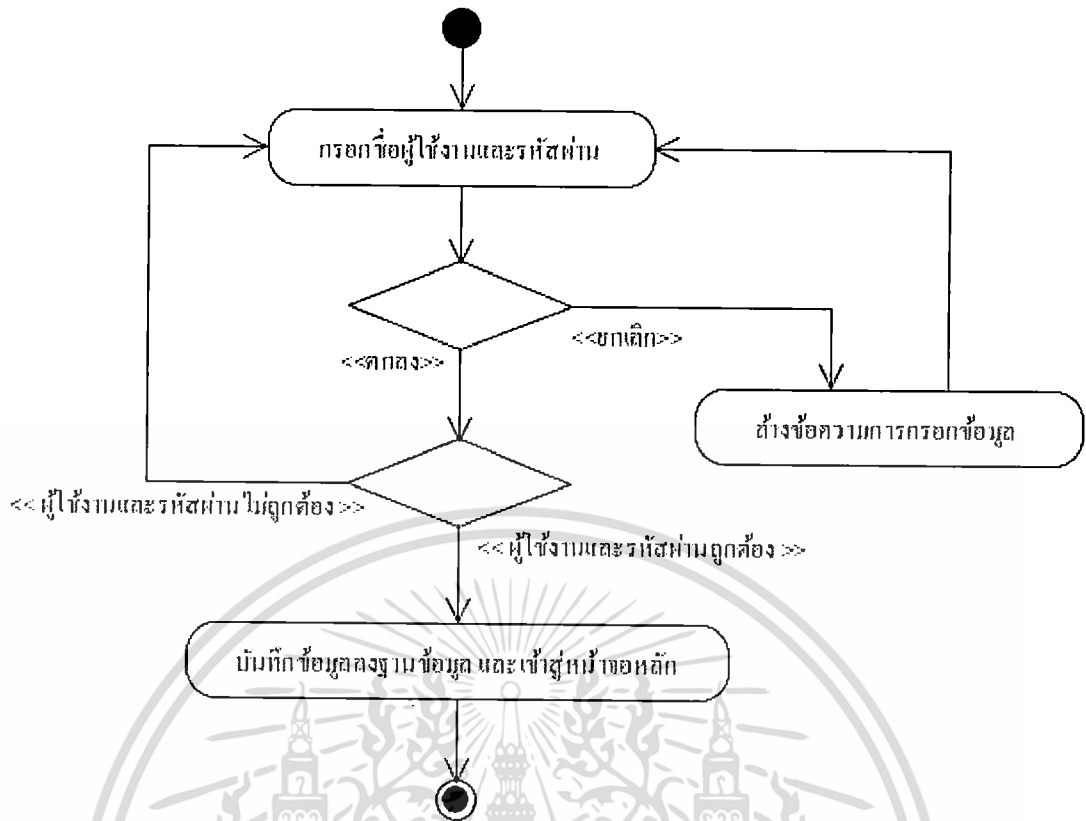 กรอกชื่อผู้ใช้งานและรหัสผ่าน
<<ยกเลิก>>
<<ตกลง>>
ล้างข้อความการกรอกข้อมูล
<< ผู้ใช้งานและรหัสผ่านไม่ถูกต้อง >>
<< ผู้ใช้งานและรหัสผ่านถูกต้อง >>
บันทึกข้อมูลลงฐานข้อมูล และเข้าสู่หน้าจอหลัก